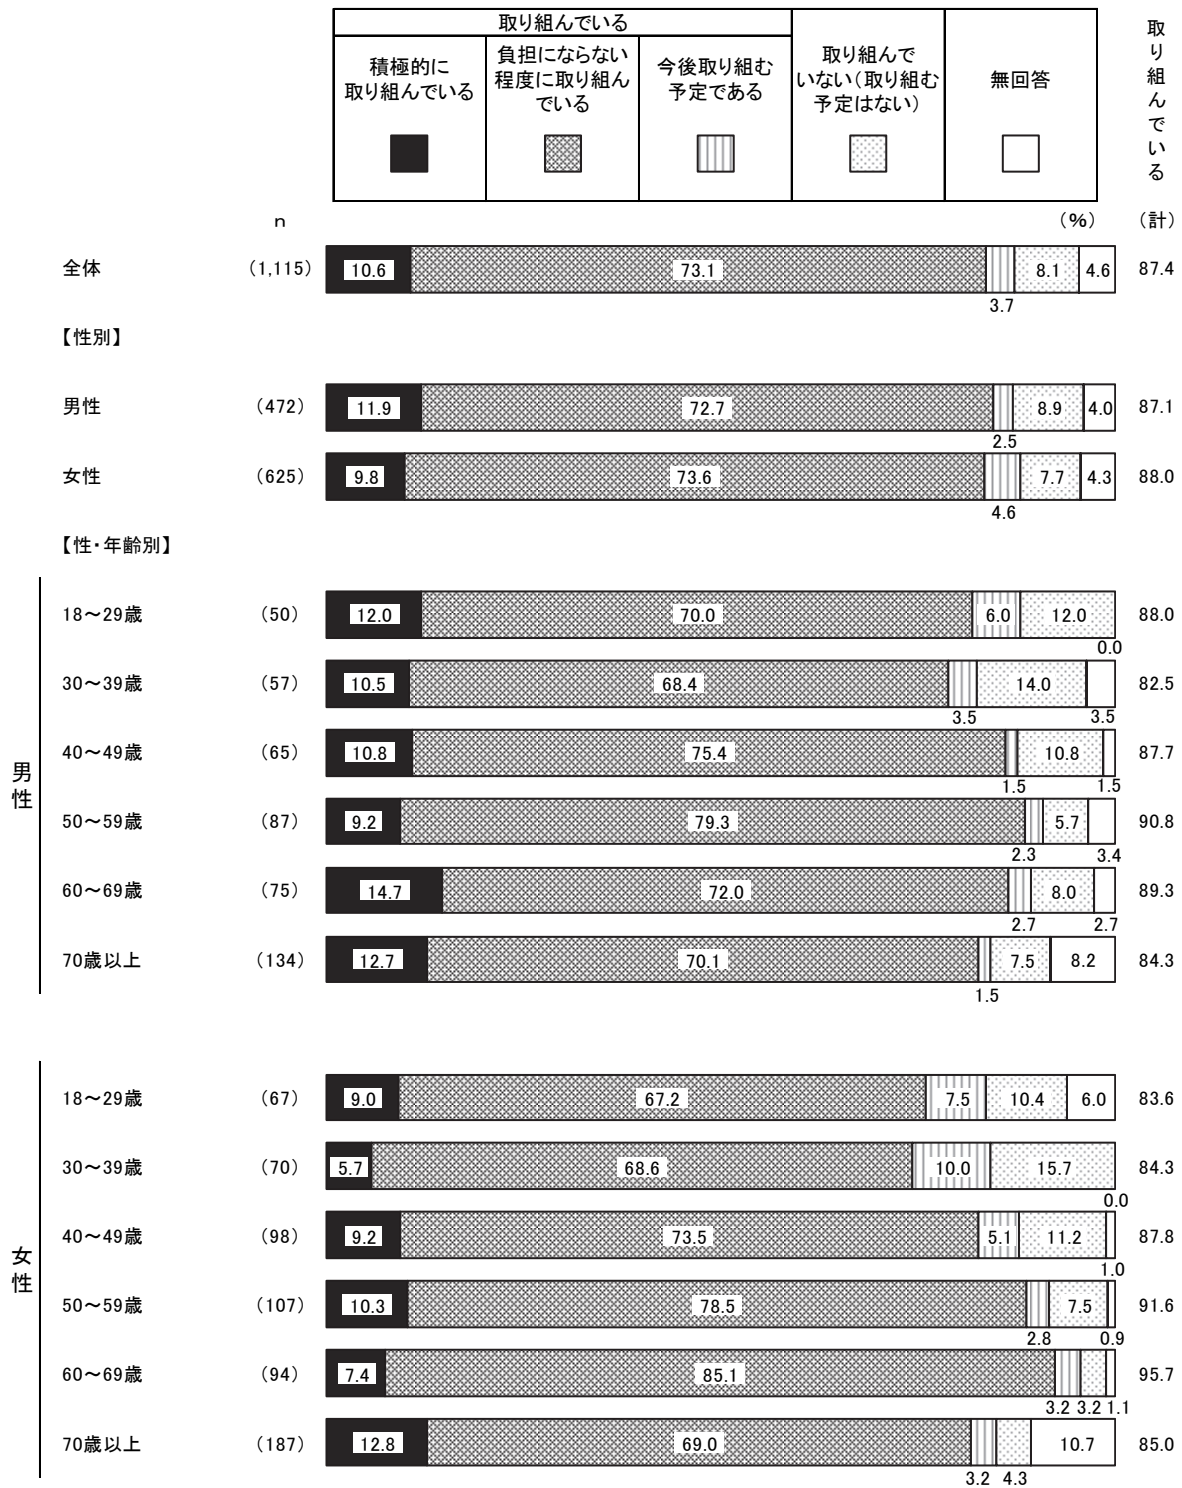 取り組んでいる
積極的に
取り組んでいる
負担にならない
程度に取り組ん
でいる
今後取り組む
予定である
取り組んで
いない(取り組む
予定はない)
無回答
取り組んでいる
n (%) (計)
全体 (1,115) 10.6 73.1 3.7 8.1 4.6 87.4
【性別】
男性 (472) 11.9 72.7 2.5 8.9 4.0 87.1
女性 (625) 9.8 73.6 4.6 7.7 4.3 88.0
【性・年齢別】
男性
18～29歳 (50) 12.0 70.0 6.0 12.0 0.0 88.0
30～39歳 (57) 10.5 68.4 3.5 14.0 3.5 82.5
40～49歳 (65) 10.8 75.4 1.5 10.8 1.5 87.7
50～59歳 (87) 9.2 79.3 2.3 5.7 3.4 90.8
60～69歳 (75) 14.7 72.0 2.7 8.0 2.7 89.3
70歳以上 (134) 12.7 70.1 1.5 7.5 8.2 84.3
女性
18～29歳 (67) 9.0 67.2 7.5 10.4 6.0 83.6
30～39歳 (70) 5.7 68.6 10.0 15.7 0.0 84.3
40～49歳 (98) 9.2 73.5 5.1 11.2 1.0 87.8
50～59歳 (107) 10.3 78.5 2.8 7.5 0.9 91.6
60～69歳 (94) 7.4 85.1 3.2 3.2 1.1 95.7
70歳以上 (187) 12.8 69.0 3.2 4.3 10.7 85.0